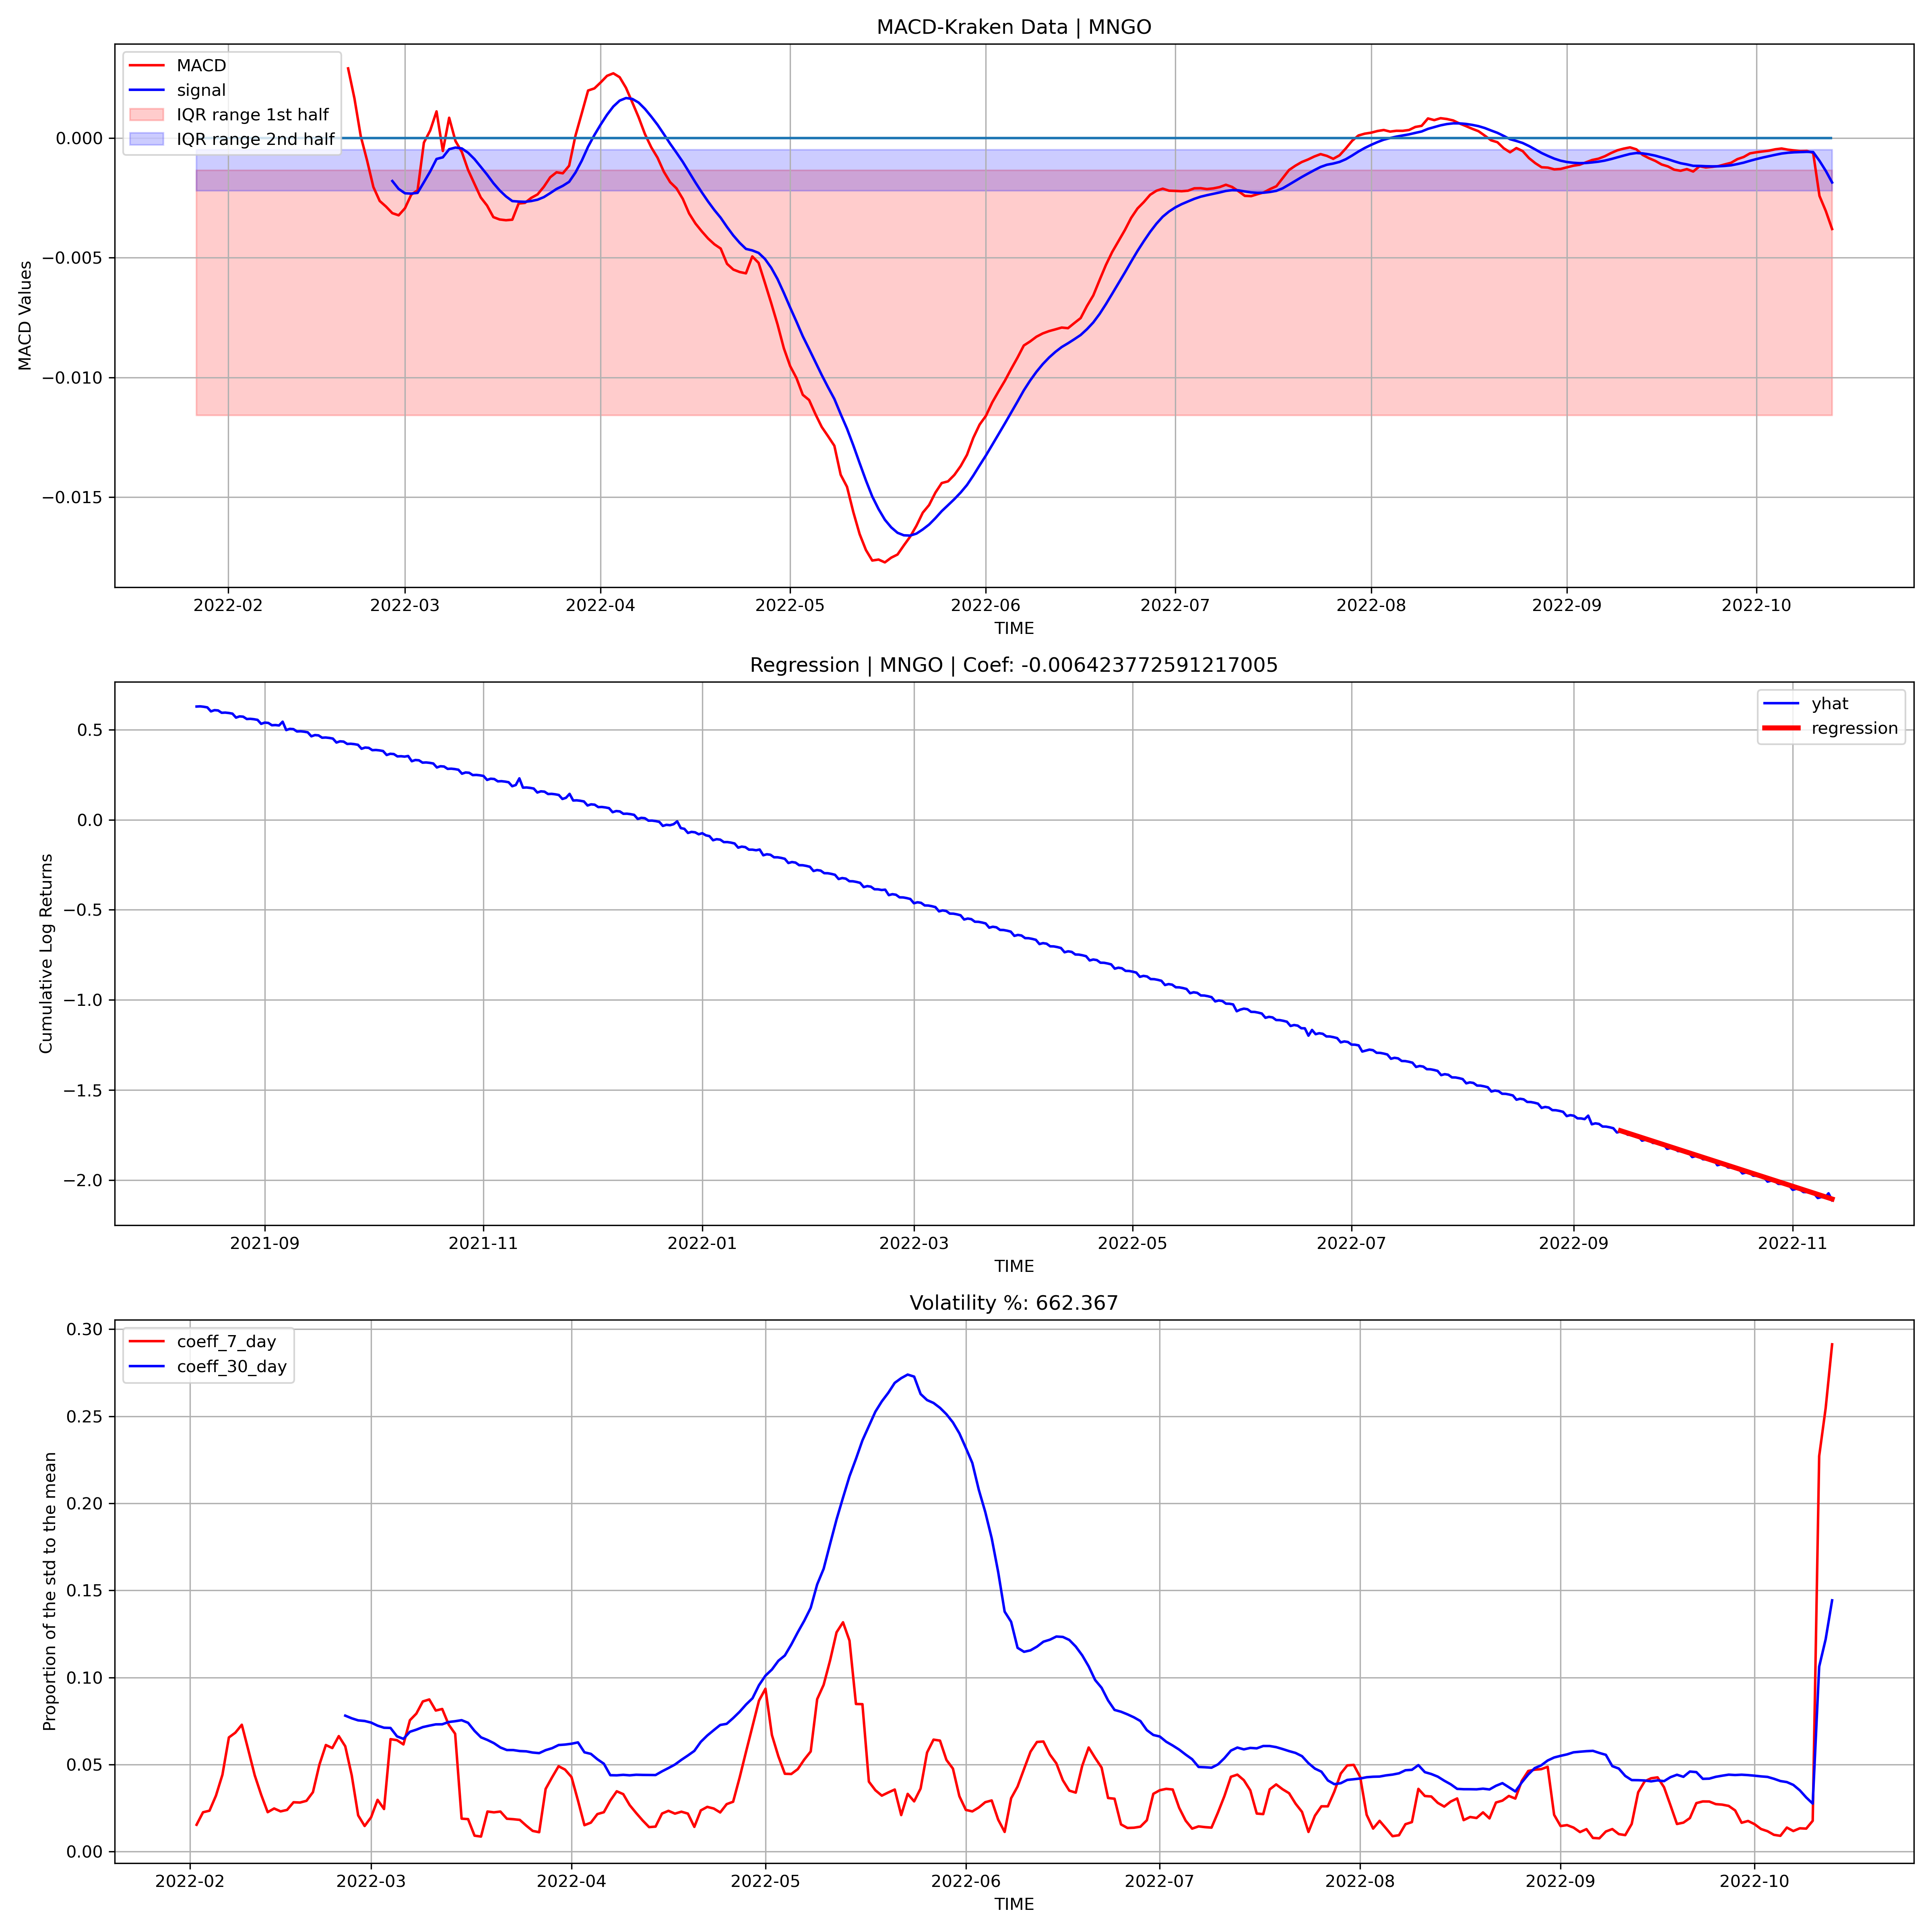 MACD-Kraken Data | MNGO
MACD
signal
IQR range 1st half
IQR range 2nd half
0.000
−0.005
−0.010
−0.015
MACD Values
2022-02 2022-03 2022-04 2022-05 2022-06 2022-07 2022-08 2022-09 2022-10
TIME
Regression | MNGO | Coef: -0.006423772591217005
yhat
regression
0.5
0.0
−0.5
−1.0
−1.5
−2.0
Cumulative Log Returns
2021-09 2021-11 2022-01 2022-03 2022-05 2022-07 2022-09 2022-11
TIME
Volatility %: 662.367
coeff_7_day
coeff_30_day
0.30
0.25
0.20
0.15
0.10
0.05
0.00
Proportion of the std to the mean
2022-02 2022-03 2022-04 2022-05 2022-06 2022-07 2022-08 2022-09 2022-10
TIME